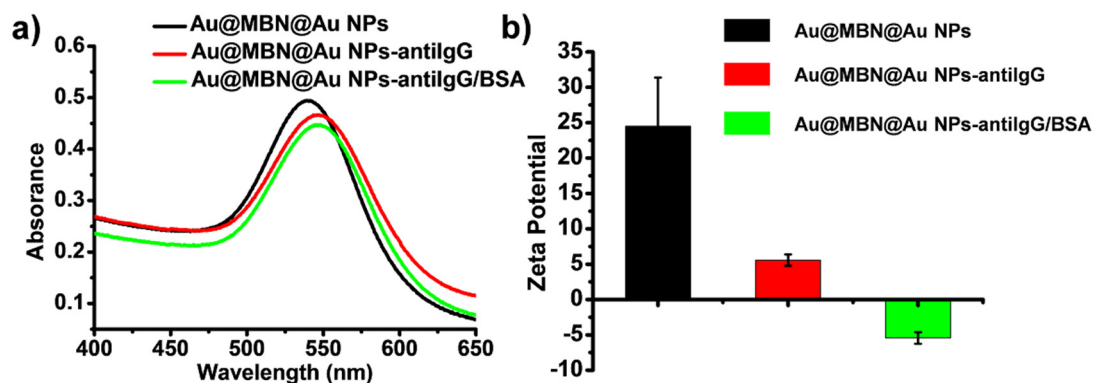 a)
Au@MBN@Au NPs
Au@MBN@Au NPs-antiIgG
Au@MBN@Au NPs-antiIgG/BSA
Absorance
0.6
0.5
0.4
0.3
0.2
0.1
400 450 500 550 600 650
Wavelength (nm)
b)
Au@MBN@Au NPs
Au@MBN@Au NPs-antiIgG
Au@MBN@Au NPs-antiIgG/BSA
Zeta Potential
35
30
25
20
15
10
5
0
-5
-10